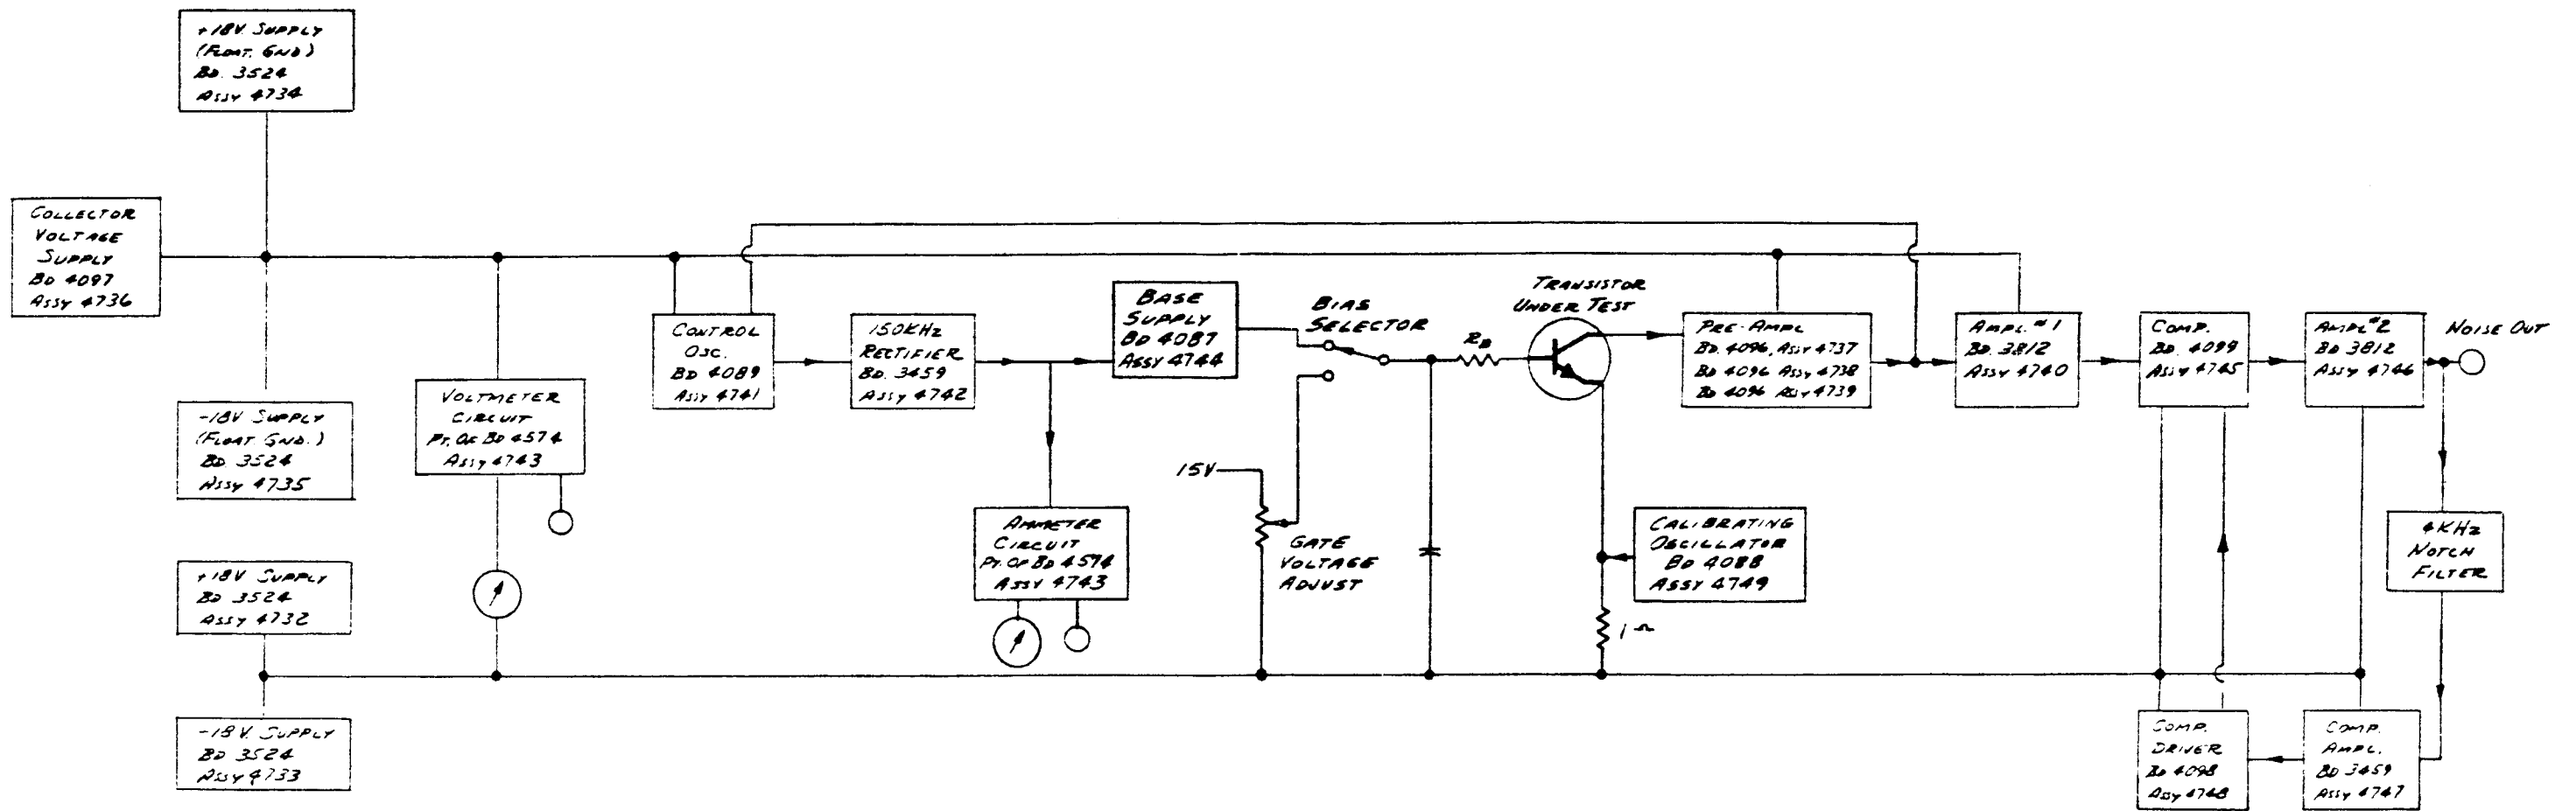 +18V. SUPPLY
(FLOAT. GND)
BD. 3524
ASSY 4734
COLLECTOR
VOLTAGE
SUPPLY
BD 4097
ASSY 4736
-18V SUPPLY
(FLOAT GND.)
BD. 3524
ASSY 4735
+18V SUPPLY
BD 3524
ASSY 4732
-18V. SUPPLY
BD 3524
ASSY 4733
VOLTMETER
CIRCUIT
PT. OF BD 4574
ASSY 4743
CONTROL
OSC.
BD 4089
ASSY 4741
150KHz
RECTIFIER
BD. 3459
ASSY 4742
AMMETER
CIRCUIT
PT. OF BD 4574
ASSY 4743
BASE
SUPPLY
BD 4087
ASSY 4744
BIAS
SELECTOR
15V
GATE
VOLTAGE
ADJUST
RB
TRANSISTOR
UNDER TEST
CALIBRATING
OSCILLATOR
BD 4088
ASSY 4749
1 Ω
PRE-AMPL
BD. 4096, ASSY 4737
BD 4096 ASSY 4738
BD 4096 ASSY 4739
AMPL. #1
BD. 3812
ASSY 4740
COMP.
BD. 4099
ASSY 4745
AMPL #2
BD 3812
ASSY 4746
NOISE OUT
4KHz
NOTCH
FILTER
COMP.
DRIVER
BD 4098
ASSY 4748
COMP.
AMPL.
BD 3459
ASSY 4747